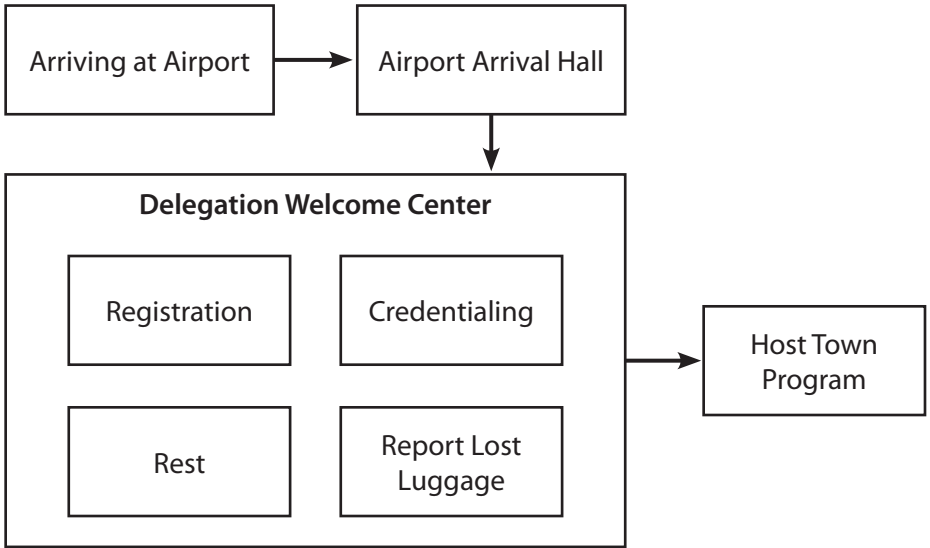 Arriving at Airport
Airport Arrival Hall
Delegation Welcome Center
Registration
Credentialing
Rest
Report Lost
Luggage
Host Town
Program